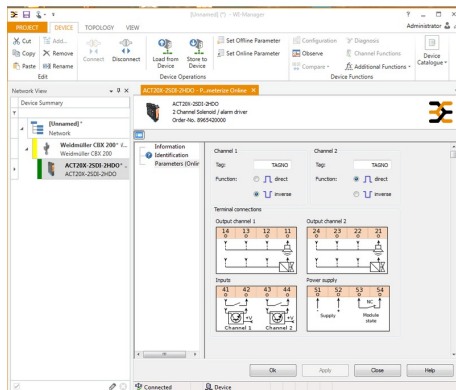 [Unnamed] (*) - WI-Manager
PROJECT DEVICE TOPOLOGY VIEW Administrator
Cut Add...
Copy Remove
Paste Rename
Connect Disconnect
Load from Device Store to Device
Set Offline Parameter
Set Online Parameter
Configuration Diagnosis
Observe Channel Functions
Compare Additional Functions
Device Catalogue
Edit Device Operations Device Functions
Network View
Device Summary
[Unnamed]*
Network
Weidmüller CBX 200* /...
Weidmüller CBX 200
ACT20X-2SDI-2HDO* ...
ACT20X-2SDI-2HDO
ACT20X-2SDI-2HDO - P...meterize Online
ACT20X-2SDI-2HDO
2 Channel Solenoid / alarm driver
Order-No. 8965420000
Information
Identification
Parameters (Onlin
Channel 1 Channel 2
Tag: TAGNO Tag: TAGNO
Function: direct Function: direct
inverse inverse
Terminal connections
Output channel 1 Output channel 2
14 13 12 11 24 23 22 21
Inputs Power supply
41 42 43 44 51 52 53 54
NC
+V +V
Supply Module state
Channel 1 Channel 2
Ok Apply Close Help
Connected Device